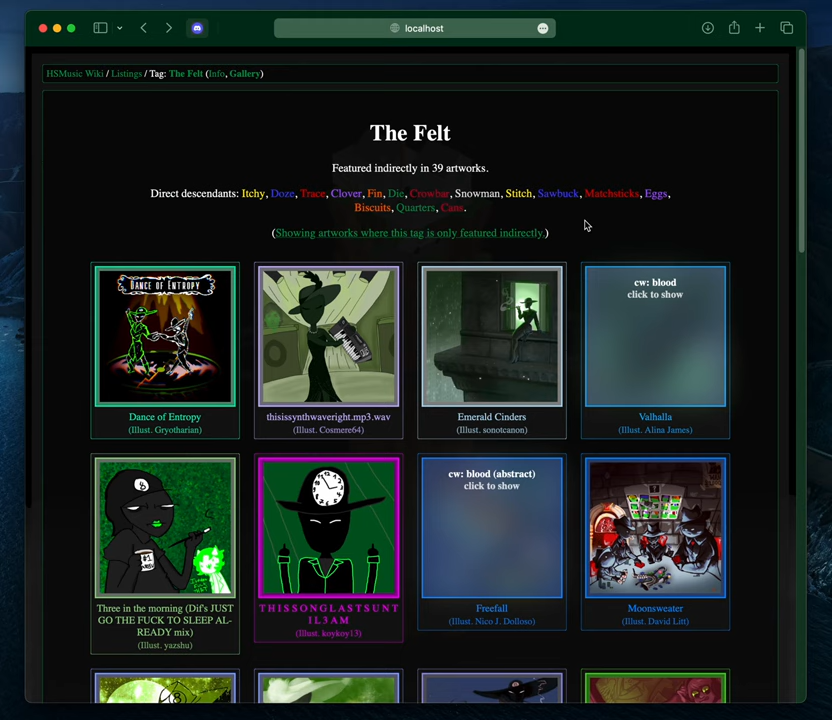 localhost
HSMusic Wiki / Listings / Tag: The Felt (Info, Gallery)
The Felt
Featured indirectly in 39 artworks.
Direct descendants: Itchy, Doze, Trace, Clover, Fin, Die, Crowbar, Snowman, Stitch, Sawbuck, Matchsticks, Eggs,
Biscuits, Quarters, Cans.
(Showing artworks where this tag is only featured indirectly.)
DANCE OF ENTROPY
cw: blood
click to show
Dance of Entropy
(Illust. Gryotharian)
thisissynthwaveright.mp3.wav
(Illust. Cosmere64)
Emerald Cinders
(Illust. sonotcanon)
Valhalla
(Illust. Alina James)
8
#1
cw: blood (abstract)
click to show
Three in the morning (Dif's JUST
GO THE FUCK TO SLEEP AL-
READY mix)
(Illust. yazshu)
THISSONGLASTSUNT
IL3AM
(Illust. koykoy13)
Freefall
(Illust. Nico J. Dolloso)
Moonsweater
(Illust. David Litt)
8